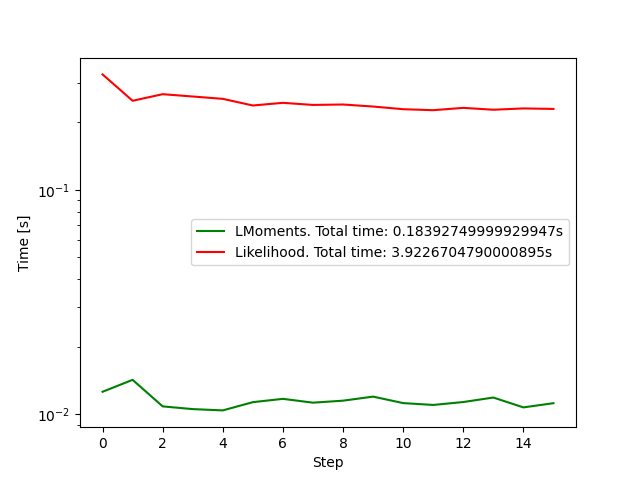 Time [s]
10⁻¹
10⁻²
LMoments. Total time: 0.18392749999929947s
Likelihood. Total time: 3.9226704790000895s
0 2 4 6 8 10 12 14
Step